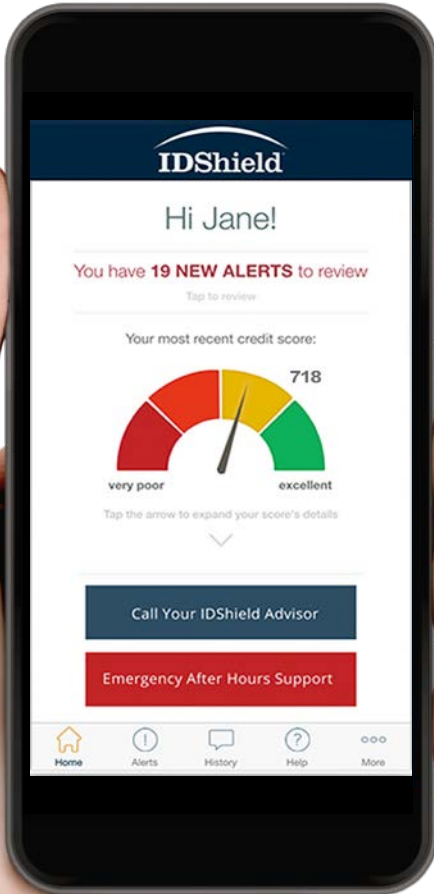 IDShield
Hi Jane!
You have 19 NEW ALERTS to review
Tap to review
Your most recent credit score:
718
very poor excellent
Tap the arrow to expand your score's details
Call Your IDShield Advisor
Emergency After Hours Support
Home Alerts History Help More